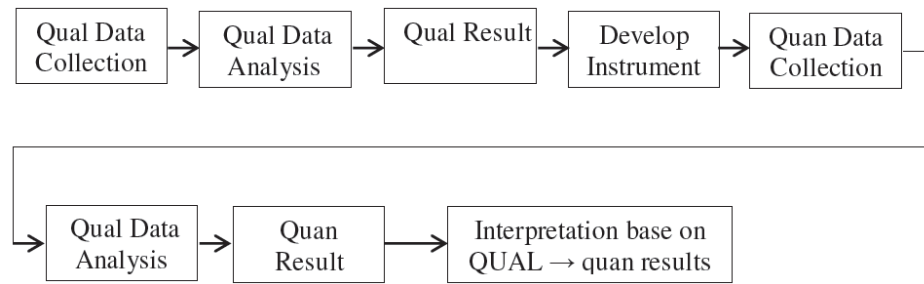 Qual Data
Collection
Qual Data
Analysis
Qual Result
Develop
Instrument
Quan Data
Collection
Qual Data
Analysis
Quan
Result
Interpretation base on
QUAL → quan results